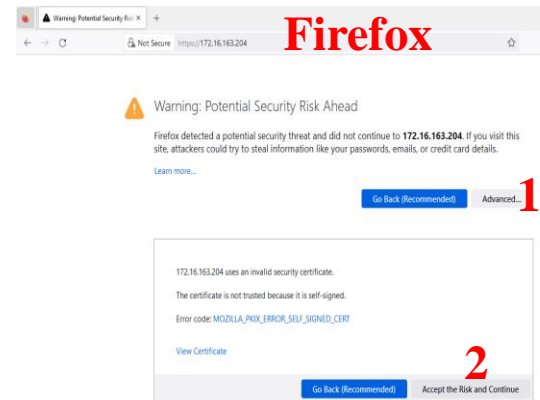 Warning: Potential Security Ris
Not Secure https://172.16.163.204
Firefox
Warning: Potential Security Risk Ahead
Firefox detected a potential security threat and did not continue to 172.16.163.204. If you visit this
site, attackers could try to steal information like your passwords, emails, or credit card details.
Learn more...
Go Back (Recommended) Advanced... 1
172.16.163.204 uses an invalid security certificate.
The certificate is not trusted because it is self-signed.
Error code: MOZILLA_PKIX_ERROR_SELF_SIGNED_CERT
View Certificate
2
Go Back (Recommended) Accept the Risk and Continue